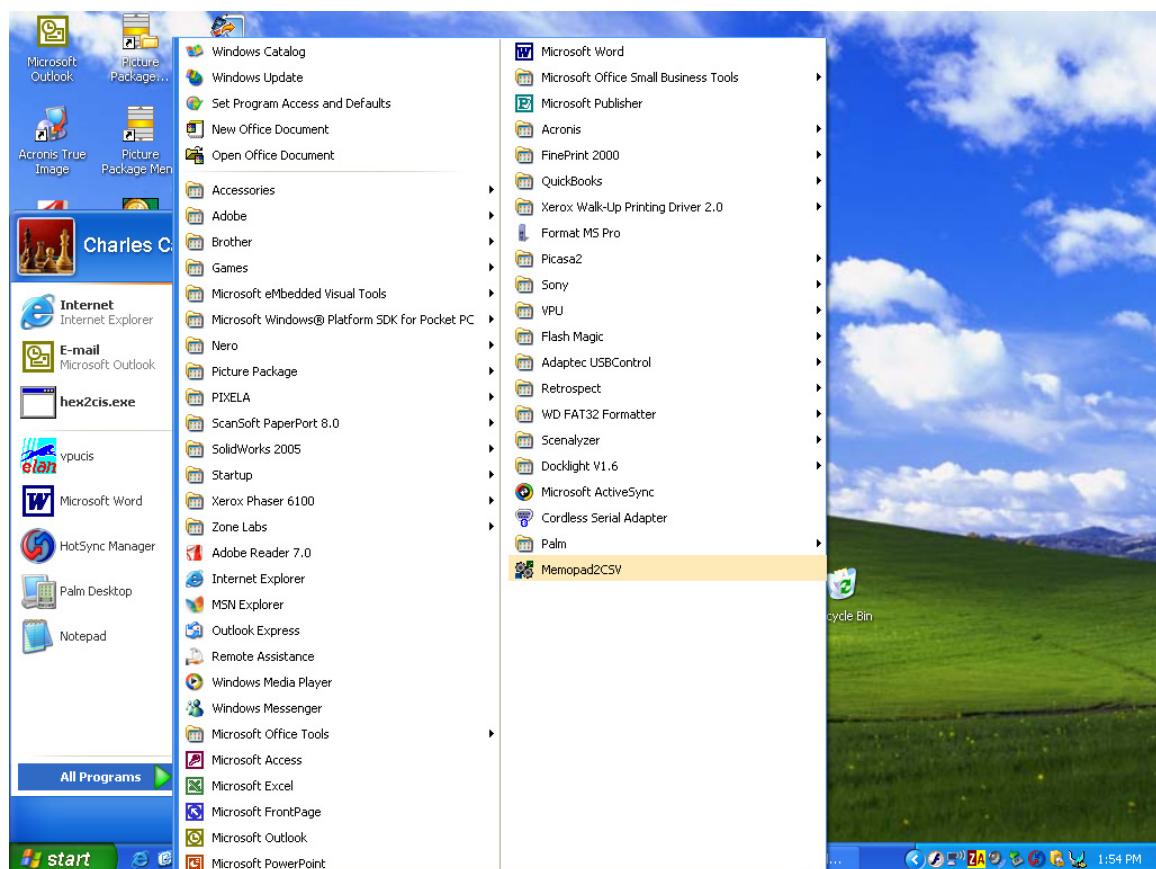 Microsoft
Outlook
Picture
Package...
Acronis True
Image
Picture
Package Men
Charles C
Internet
Internet Explorer
E-mail
Microsoft Outlook
hex2cis.exe
elan
vpucis
Microsoft Word
HotSync Manager
Palm Desktop
Notepad
All Programs
start
Windows Catalog
Windows Update
Set Program Access and Defaults
New Office Document
Open Office Document
Accessories
Adobe
Brother
Games
Microsoft eMbedded Visual Tools
Microsoft Windows® Platform SDK for Pocket PC
Nero
Picture Package
PIXELA
ScanSoft PaperPort 8.0
SolidWorks 2005
Startup
Xerox Phaser 6100
Zone Labs
Adobe Reader 7.0
Internet Explorer
MSN Explorer
Outlook Express
Remote Assistance
Windows Media Player
Windows Messenger
Microsoft Office Tools
Microsoft Access
Microsoft Excel
Microsoft FrontPage
Microsoft Outlook
Microsoft PowerPoint
Microsoft Word
Microsoft Office Small Business Tools
Microsoft Publisher
Acronis
FinePrint 2000
QuickBooks
Xerox Walk-Up Printing Driver 2.0
Format MS Pro
Picasa2
Sony
VPU
Flash Magic
Adaptec USBControl
Retrospect
WD FAT32 Formatter
Scenalyzer
Docklight V1.6
Microsoft ActiveSync
Cordless Serial Adapter
Palm
Memopad2CSV
cycle Bin
ZA
1:54 PM